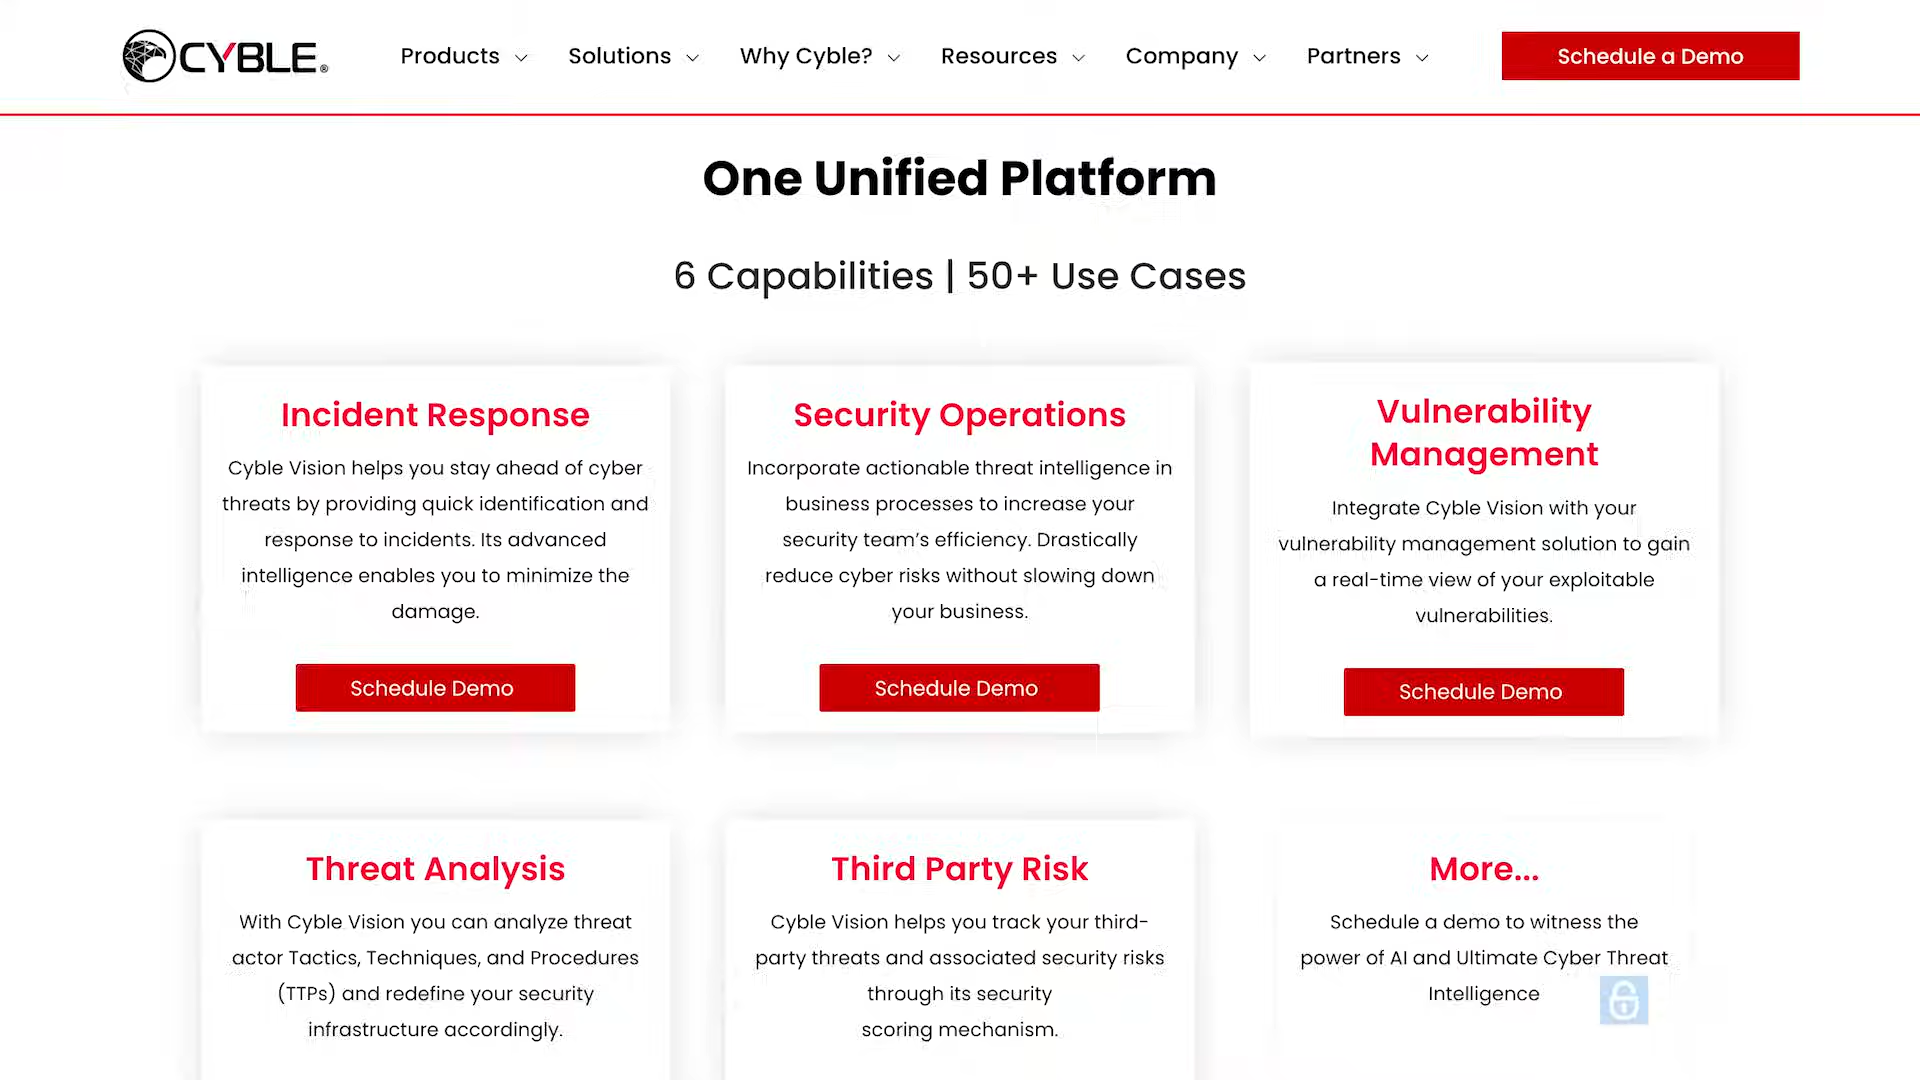 CYBLE®
Products
Solutions
Why Cyble?
Resources
Company
Partners
Schedule a Demo
One Unified Platform
6 Capabilities | 50+ Use Cases
Incident Response
Cyble Vision helps you stay ahead of cyber
threats by providing quick identification and
response to incidents. Its advanced
intelligence enables you to minimize the
damage.
Schedule Demo
Security Operations
Incorporate actionable threat intelligence in
business processes to increase your
security team’s efficiency. Drastically
reduce cyber risks without slowing down
your business.
Schedule Demo
Vulnerability
Management
Integrate Cyble Vision with your
vulnerability management solution to gain
a real-time view of your exploitable
vulnerabilities.
Schedule Demo
Threat Analysis
With Cyble Vision you can analyze threat
actor Tactics, Techniques, and Procedures
(TTPs) and redefine your security
infrastructure accordingly.
Third Party Risk
Cyble Vision helps you track your third-
party threats and associated security risks
through its security
scoring mechanism.
More...
Schedule a demo to witness the
power of AI and Ultimate Cyber Threat
Intelligence